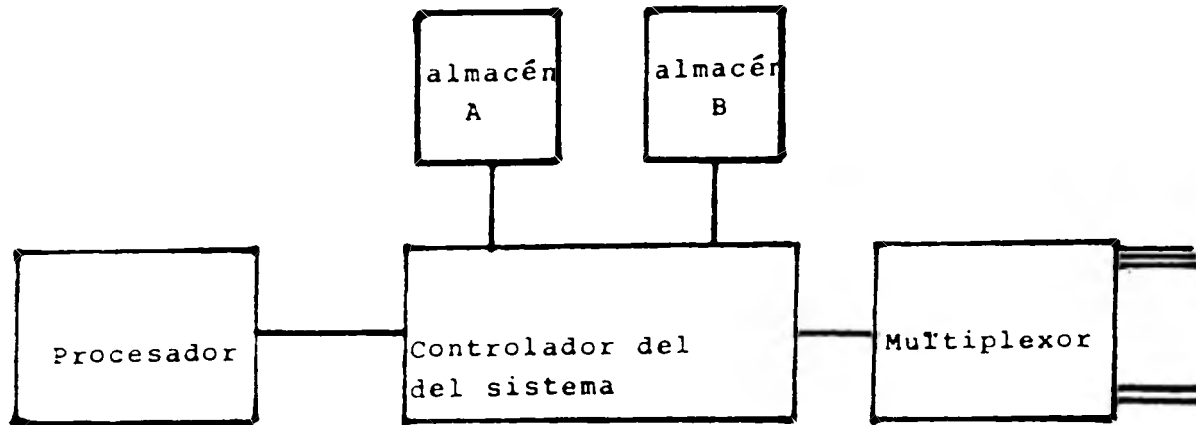 almacén
A
almacén
B
Procesador
Controlador del
del sistema
Multiplexor